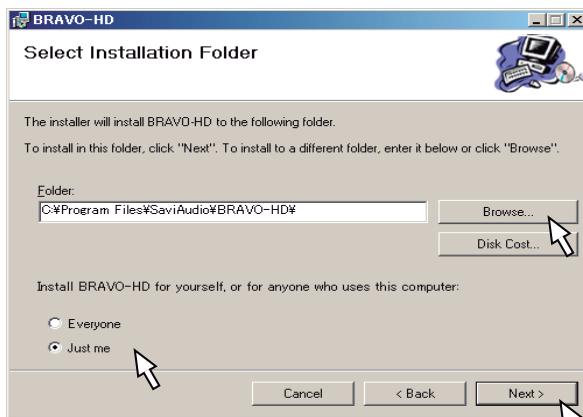 BRAVO-HD
Select Installation Folder
The installer will install BRAVO-HD to the following folder.
To install in this folder, click "Next". To install to a different folder, enter it below or click "Browse".
Folder:
C:¥Program Files¥SaviAudio¥BRAVO-HD¥
Browse...
Disk Cost...
Install BRAVO-HD for yourself, or for anyone who uses this computer:
Everyone
Just me
Cancel
< Back
Next >